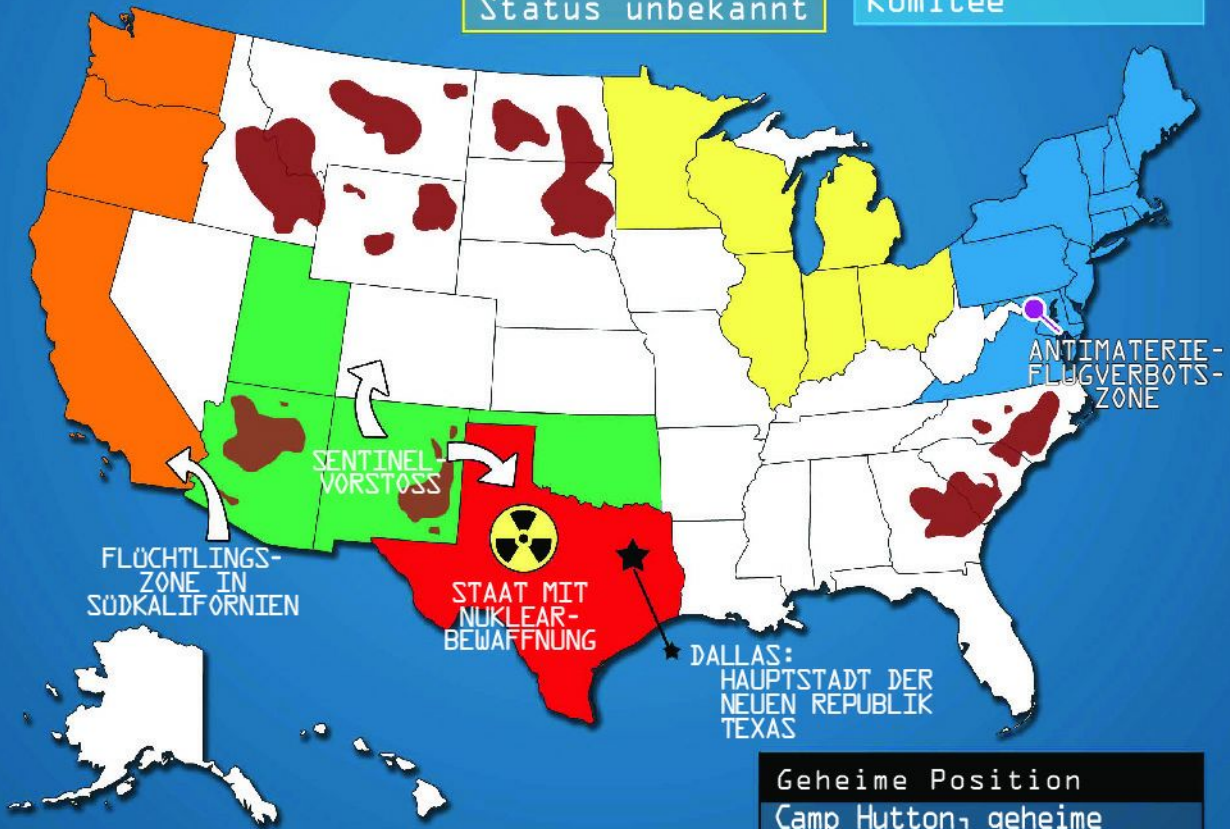 Status unbekannt
Komitee
ANTIMATERIE-
FLUGVERBOTS-
ZONE
SENTINEL-
VORSTOSS
FLÜCHTLINGS-
ZONE IN
SÜDKALIFORNIEN
STAAT MIT
NUKLEAR-
BEWAFFNUNG
DALLAS:
HAUPTSTADT DER
NEUEN REPUBLIK
TEXAS
Geheime Position
Camp Hutton, geheime